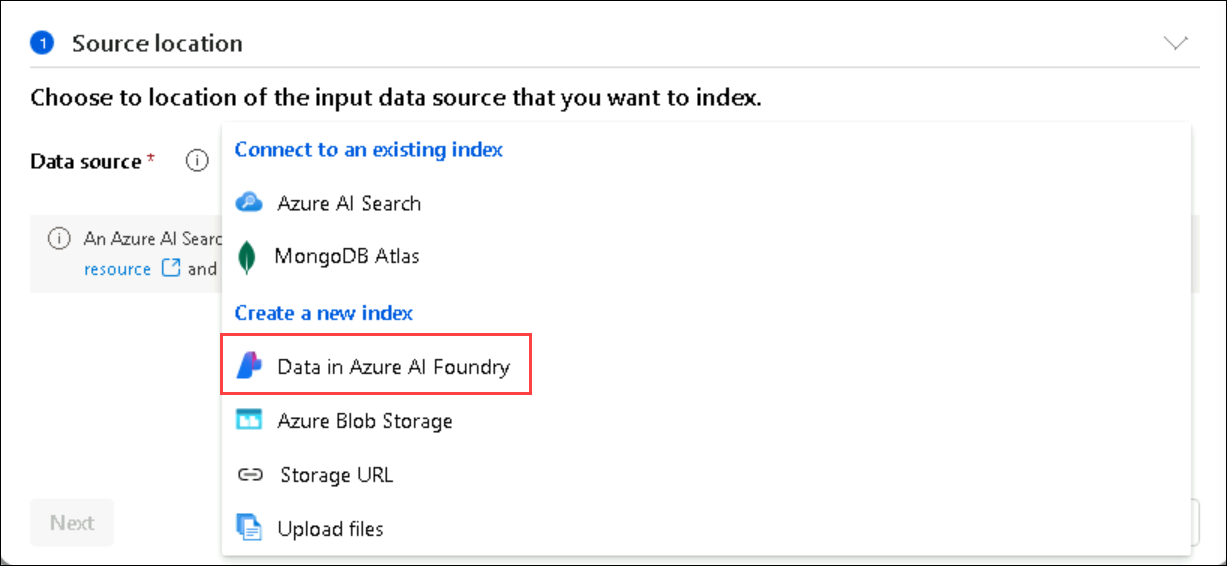 1 Source location
Choose to location of the input data source that you want to index.
Data source *
Connect to an existing index
Azure AI Search
MongoDB Atlas
An Azure AI Searc
resource and
Create a new index
Data in Azure AI Foundry
Azure Blob Storage
Storage URL
Upload files
Next